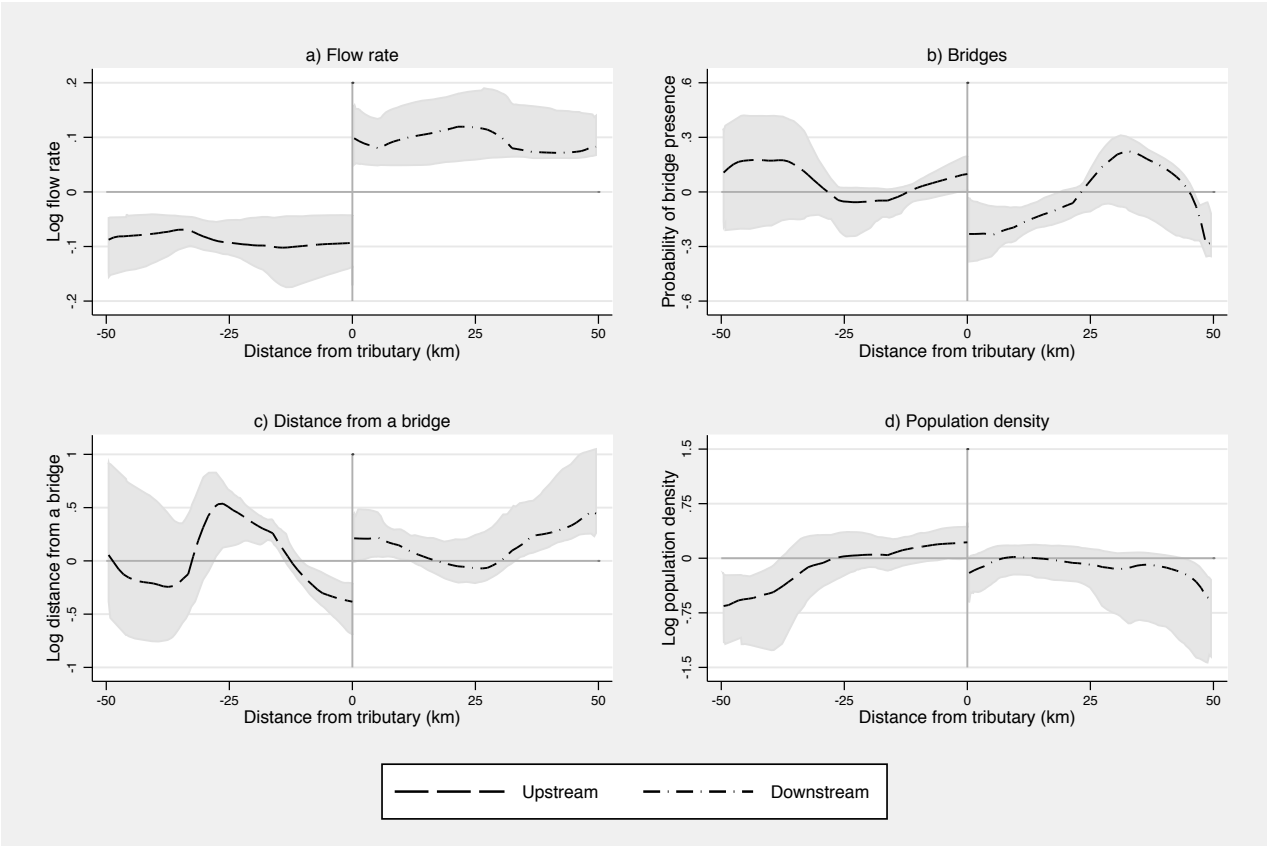 a) Flow rate
Log flow rate
.2
.1
0
-.1
-.2
-50 -25 0 25 50
Distance from tributary (km)
b) Bridges
Probability of bridge presence
.6
.3
0
-.3
-.6
-50 -25 0 25 50
Distance from tributary (km)
c) Distance from a bridge
Log distance from a bridge
1
.5
0
-.5
-1
-50 -25 0 25 50
Distance from tributary (km)
d) Population density
Log population density
1.5
.75
0
-.75
-1.5
-50 -25 0 25 50
Distance from tributary (km)
Upstream Downstream